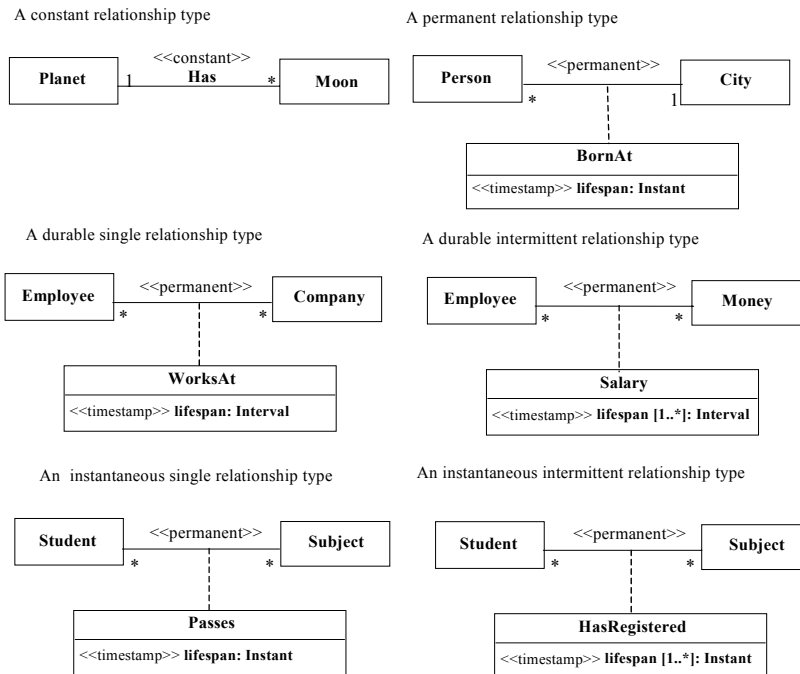 A constant relationship type
<<constant>>
Planet
1
Has
*
Moon
A permanent relationship type
Person
<<permanent>>
City
*
1
BornAt
<<timestamp>> lifespan: Instant
A durable single relationship type
Employee
<<permanent>>
Company
*
*
WorksAt
<<timestamp>> lifespan: Interval
A durable intermittent relationship type
Employee
<<permanent>>
Money
*
*
Salary
<<timestamp>> lifespan [1..*]: Interval
An instantaneous single relationship type
Student
<<permanent>>
Subject
*
*
Passes
<<timestamp>> lifespan: Instant
An instantaneous intermittent relationship type
Student
<<permanent>>
Subject
*
*
HasRegistered
<<timestamp>> lifespan [1..*]: Instant